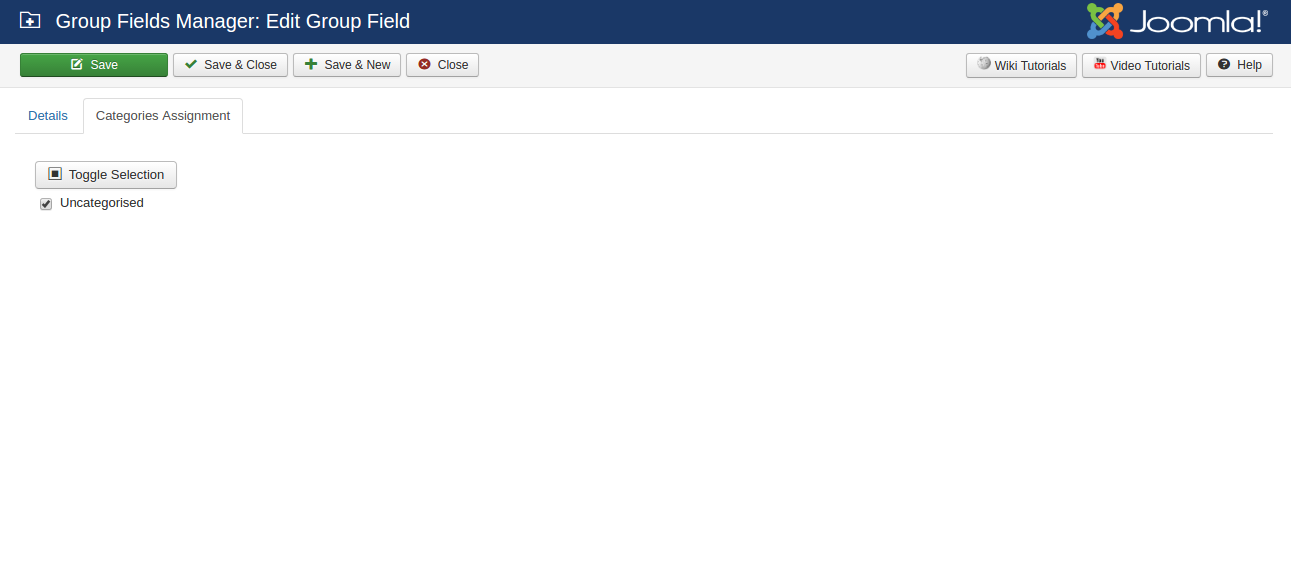 Group Fields Manager: Edit Group Field
Joomla!®
Save
Save & Close
Save & New
Close
Wiki Tutorials
Video Tutorials
Help
Details
Categories Assignment
Toggle Selection
Uncategorised